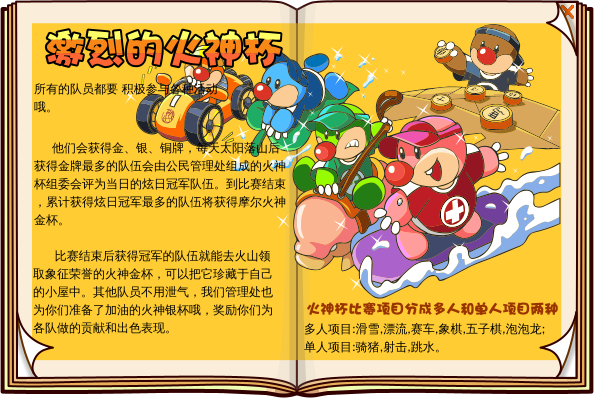 激烈的火神杯
所有的队员都要 积极参与各种活动
哦。
他们会获得金、银、铜牌，每天太阳落山后
获得金牌最多的队伍会由公民管理处组成的火神
杯组委会评为当日的炫日冠军队伍。到比赛结束
，累计获得炫日冠军最多的队伍将获得摩尔火神
金杯。
比赛结束后获得冠军的队伍就能去火山领
取象征荣誉的火神金杯，可以把它珍藏于自己
的小屋中。其他队员不用泄气，我们管理处也
为你们准备了加油的火神银杯哦，奖励你们为
各队做的贡献和出色表现。
火神杯比赛项目分成多人和单人项目两种
多人项目:滑雪,漂流,赛车,象棋,五子棋,泡泡龙;
单人项目:骑猪,射击,跳水。